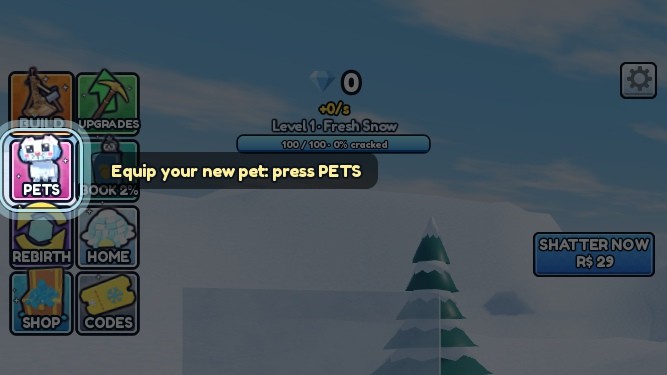 0
+0/s
Level 1 · Fresh Snow
100 / 100 · 0% cracked
BUILD
UPGRADES
Equip your new pet: press PETS
PETS
BOOK 2%
REBIRTH
HOME
SHATTER NOW
R$ 29
SHOP
CODES